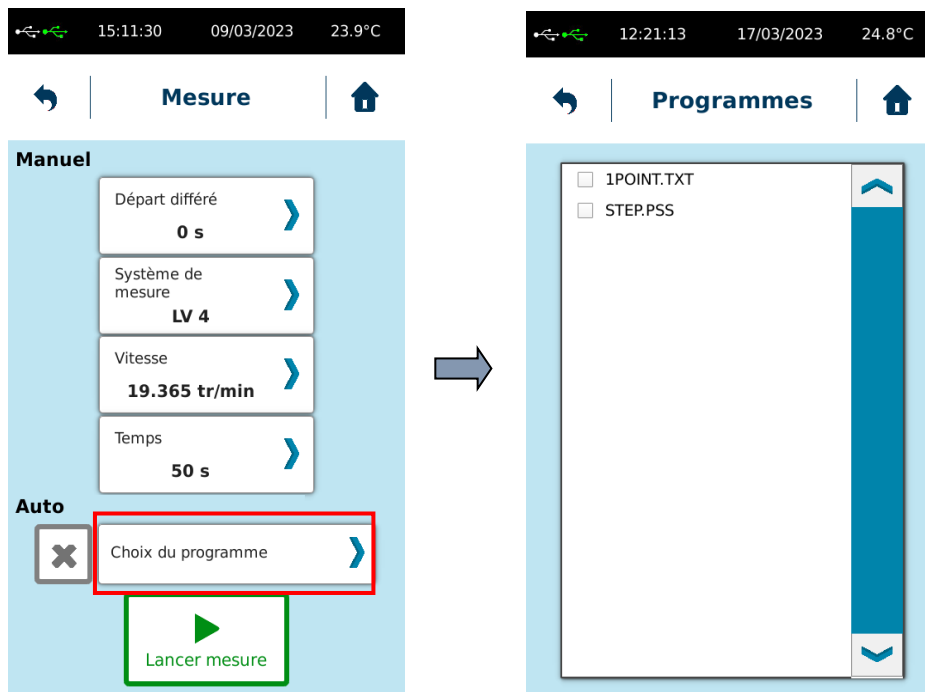 15:11:30 09/03/2023 23.9°C
Mesure
Manuel
Départ différé
0 s
Système de
mesure
LV 4
Vitesse
19.365 tr/min
Temps
50 s
Auto
Choix du programme
Lancer mesure
12:21:13 17/03/2023 24.8°C
Programmes
1POINT.TXT
STEP.PSS